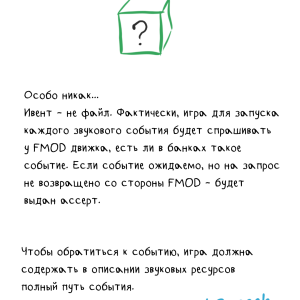 ?
Особо никак...
Ивент - не файл. Фактически, игра для запуска
каждого звукового события будет спрашивать
у FMOD движка, есть ли в банках такое
событие. Если событие ожидаемо, но на запрос
не возвращено со стороны FMOD - будет
выдан ассерт.
Чтобы обратиться к событию, игра должна
содержать в описании звуковых ресурсов
полный путь события.